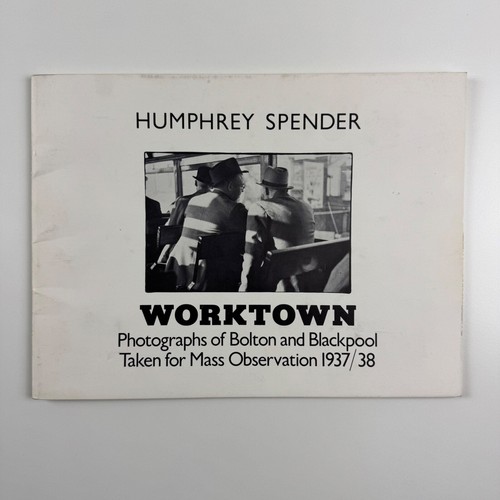 HUMPHREY SPENDER
WORKTOWN
Photographs of Bolton and Blackpool
Taken for Mass Observation 1937/38